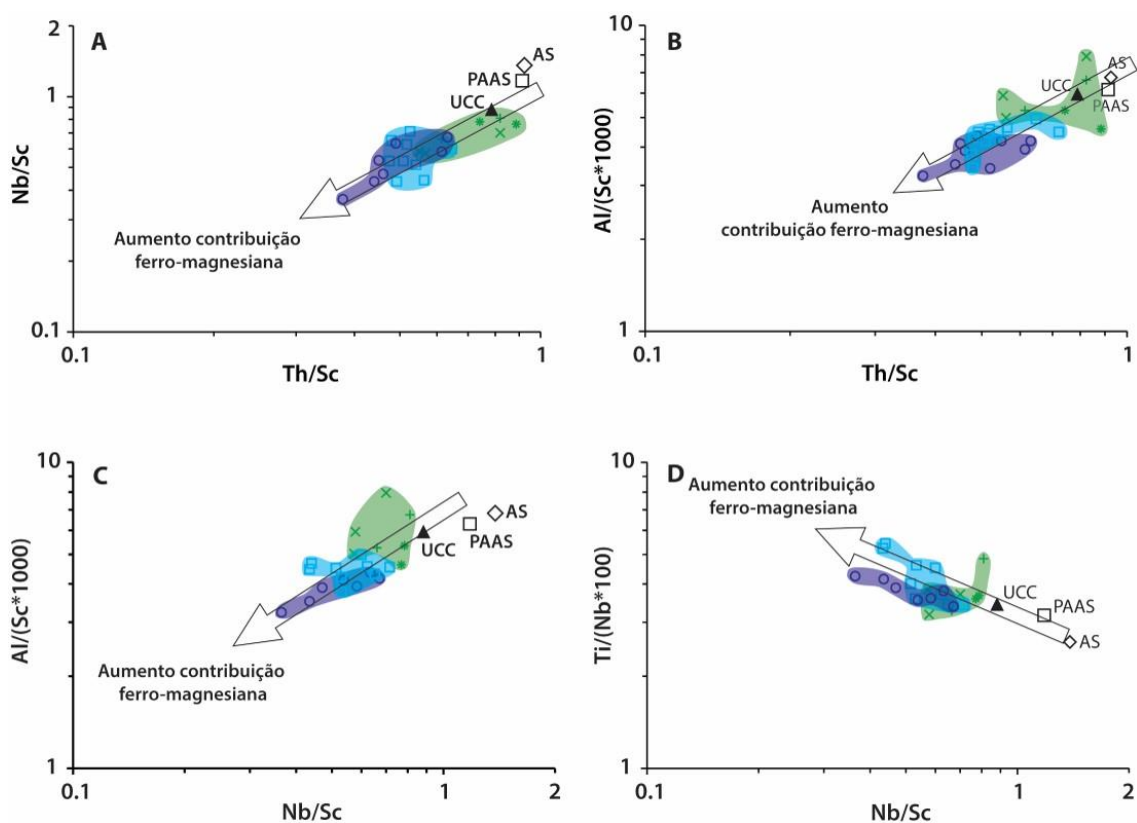 A
2
AS
PAAS
1
UCC
Nb/Sc
Aumento contribuição
ferro-magnesiana
0.1
0.1
1
Th/Sc
B
10
AS
UCC
PAAS
Al/(Sc*1000)
Aumento
contribuição ferro-magnesiana
1
0.1
1
Th/Sc
C
10
AS
PAAS
UCC
Al/(Sc*1000)
Aumento contribuição
ferro-magnesiana
1
0.1
1
2
Nb/Sc
D
10
Aumento contribuição
ferro-magnesiana
UCC
PAAS
AS
Ti/(Nb*100)
1
0.1
1
2
Nb/Sc